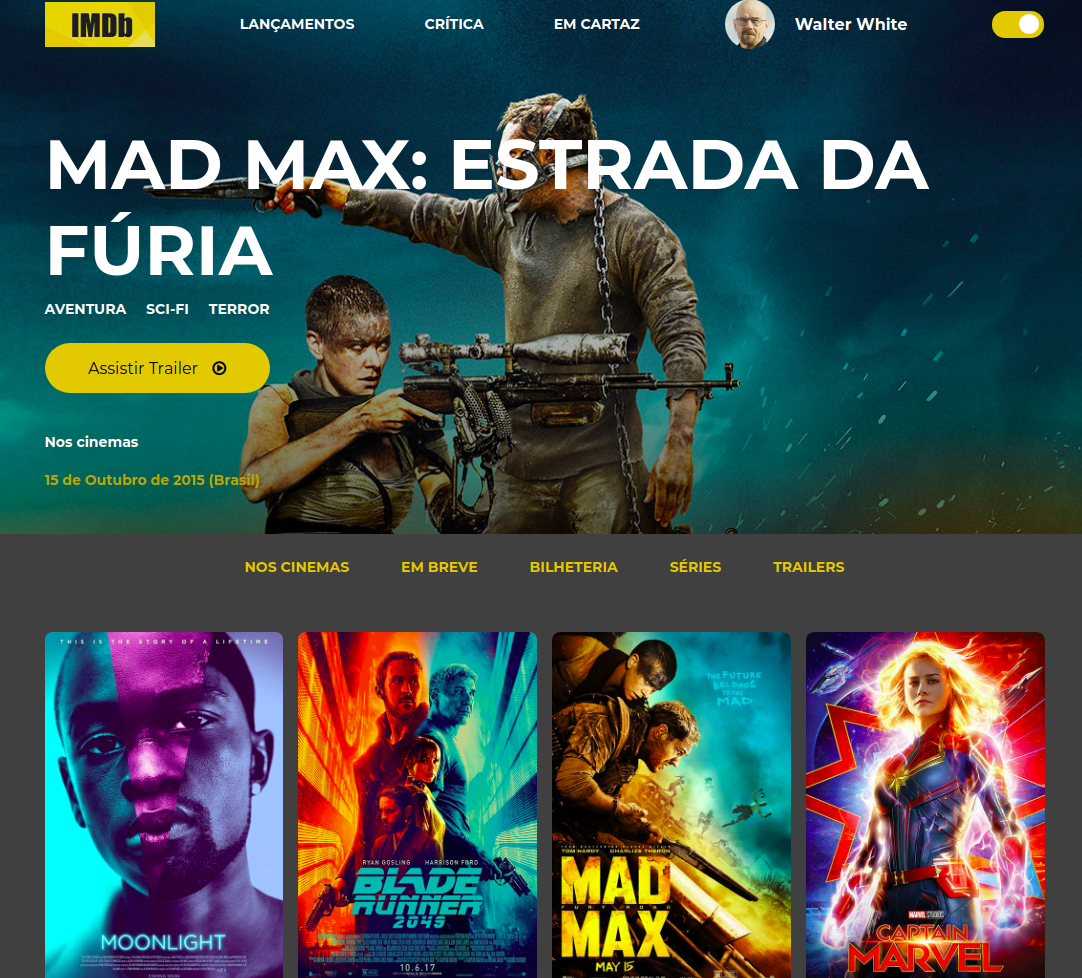 IMDb
LANÇAMENTOS
CRÍTICA
EM CARTAZ
Walter White
MAD MAX: ESTRADA DA
FÚRIA
AVENTURA SCI-FI TERROR
Assistir Trailer
Nos cinemas
15 de Outubro de 2015 (Brasil)
NOS CINEMAS
EM BREVE
BILHETERIA
SÉRIES
TRAILERS
THIS IS THE STORY OF A LIFETIME
MOONLIGHT
RYAN GOSLING HARRISON FORD
BLADE
RUNNER
2049
10.6.17
THE FUTURE
BELONGS
TO THE
MAD
TOM HARDY CHARLIZE THERON
MAD
FURY ROAD
MAX
MAY 15
MARVEL STUDIOS
CAPTAIN
MARVEL